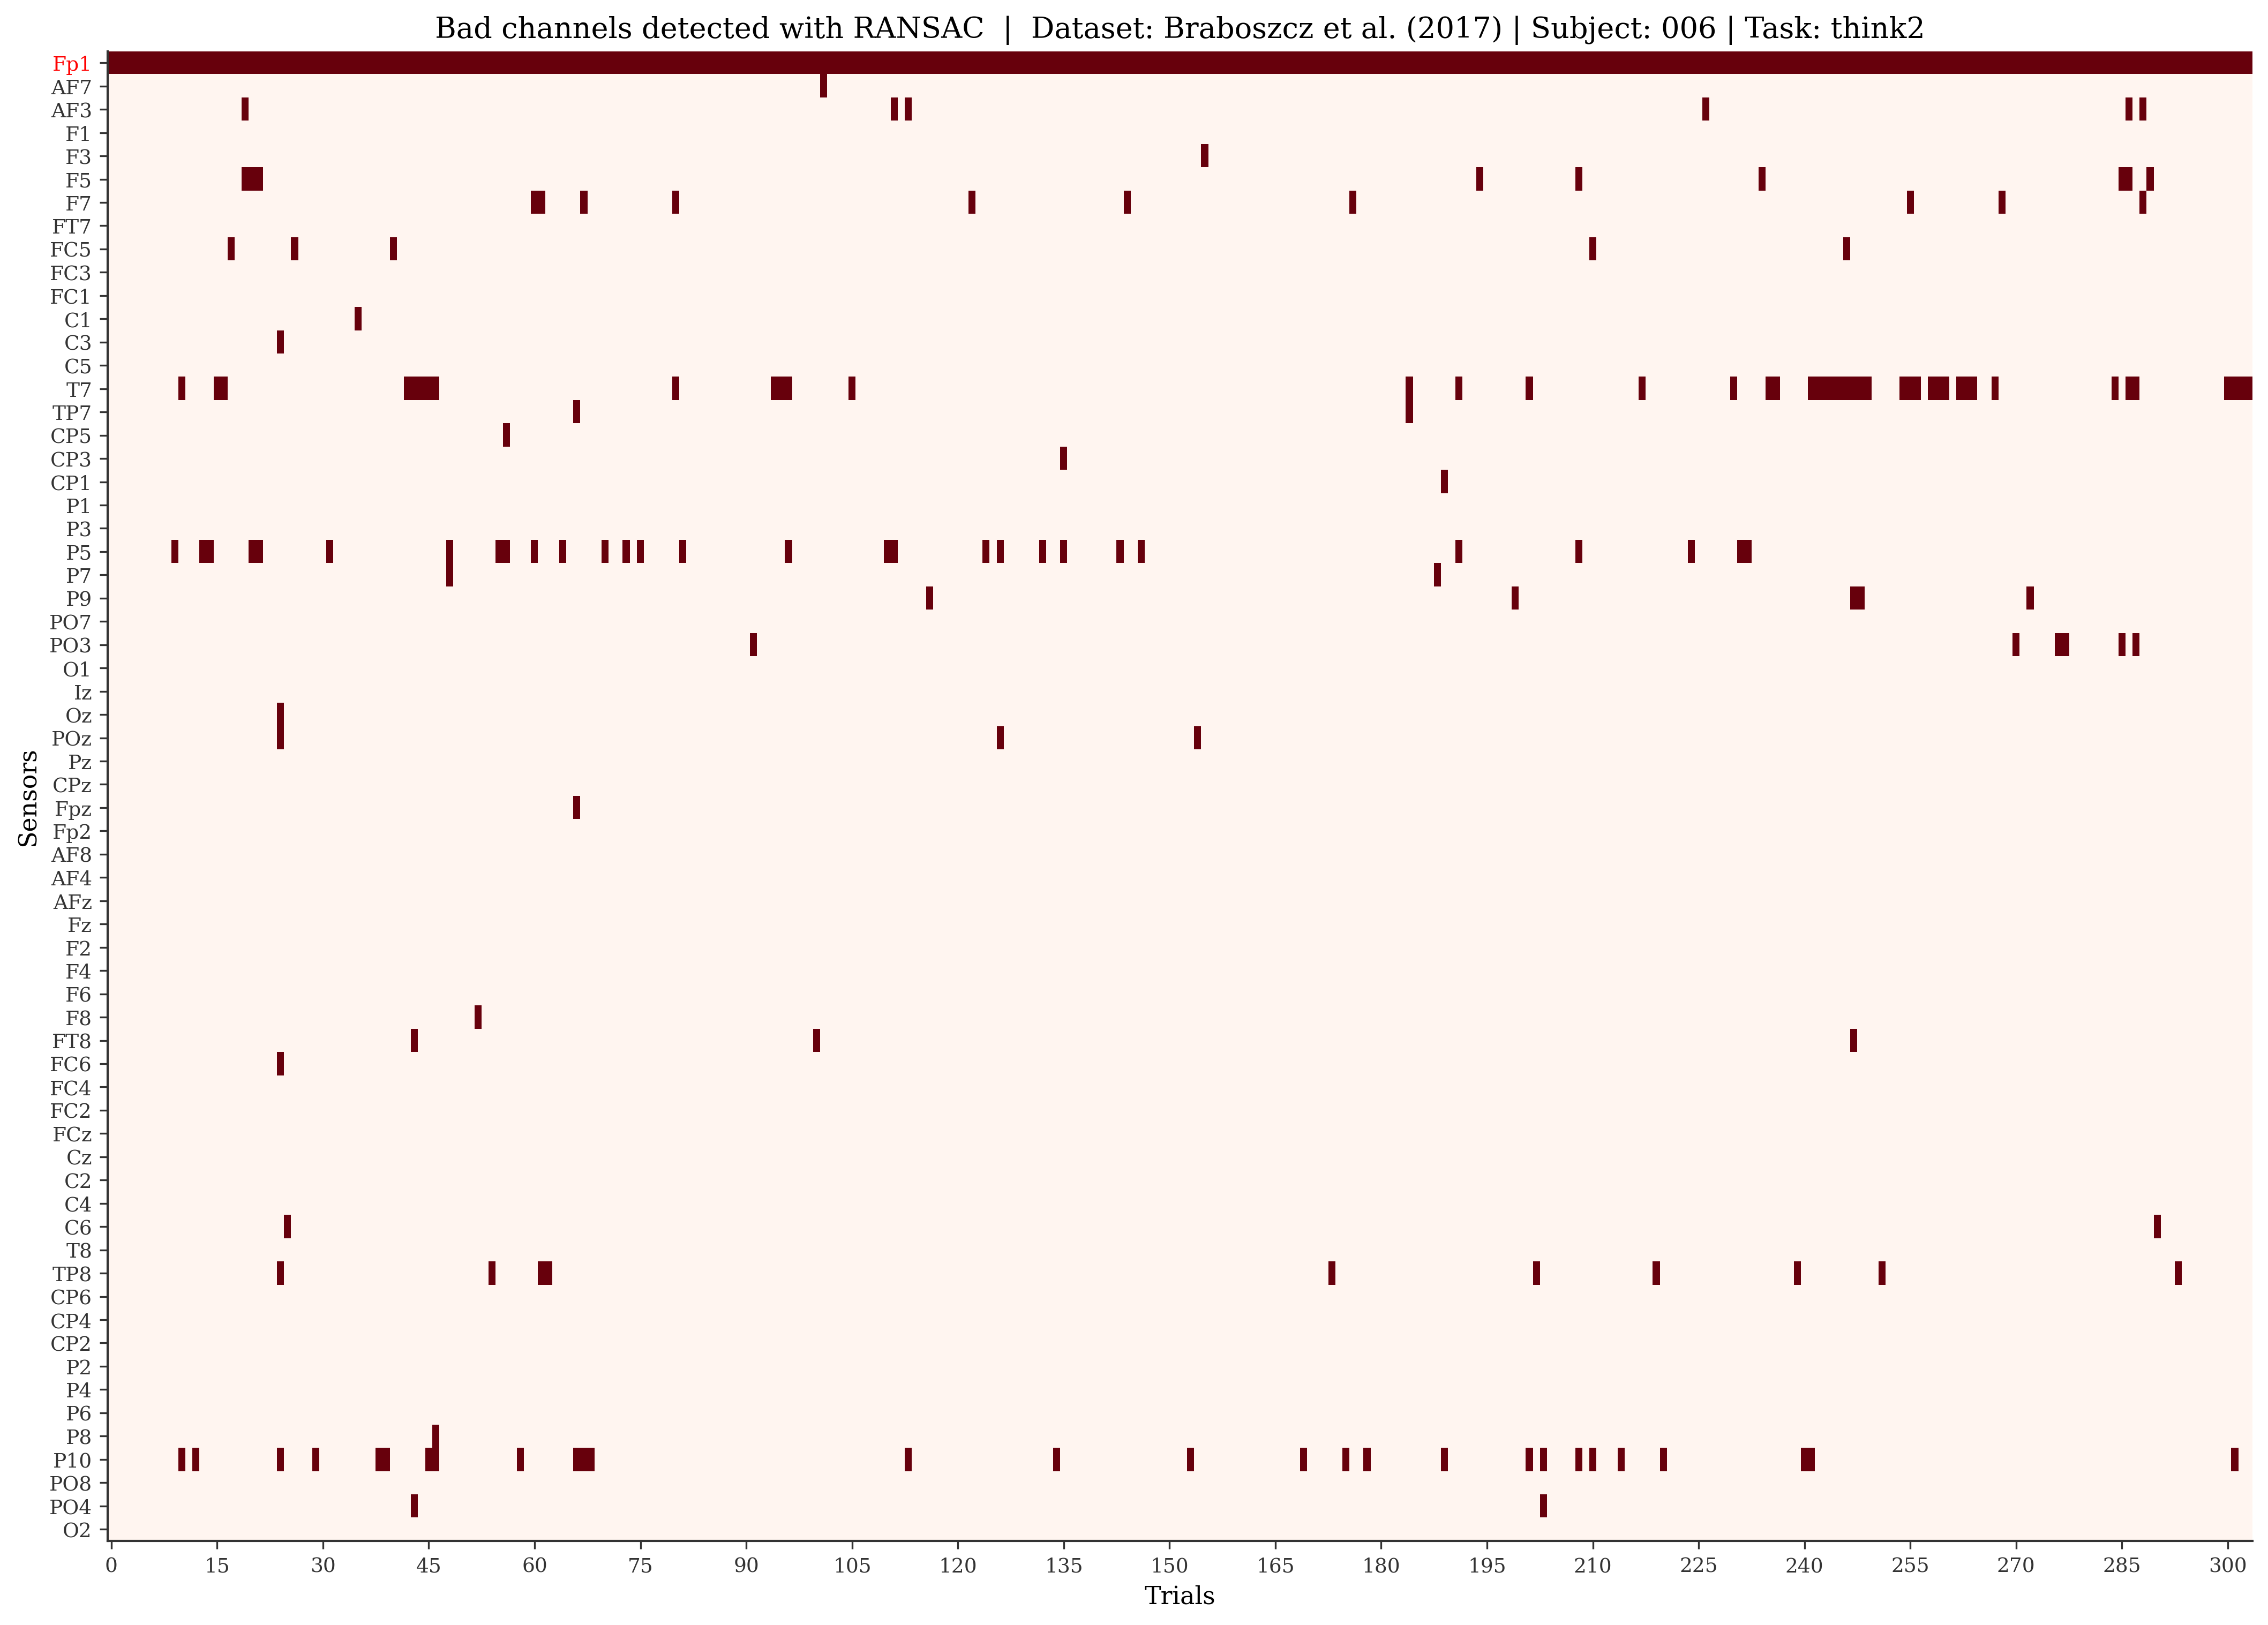 Bad channels detected with RANSAC | Dataset: Braboszcz et al. (2017) | Subject: 006 | Task: think2
Sensors
Fp1
AF7
AF3
F1
F3
F5
F7
FT7
FC5
FC3
FC1
C1
C3
C5
T7
TP7
CP5
CP3
CP1
P1
P3
P5
P7
P9
PO7
PO3
O1
Iz
Oz
POz
Pz
CPz
Fpz
Fp2
AF8
AF4
AFz
Fz
F2
F4
F6
F8
FT8
FC6
FC4
FC2
FCz
Cz
C2
C4
C6
T8
TP8
CP6
CP4
CP2
P2
P4
P6
P8
P10
PO8
PO4
O2
0 15 30 45 60 75 90 105 120 135 150 165 180 195 210 225 240 255 270 285 300
Trials